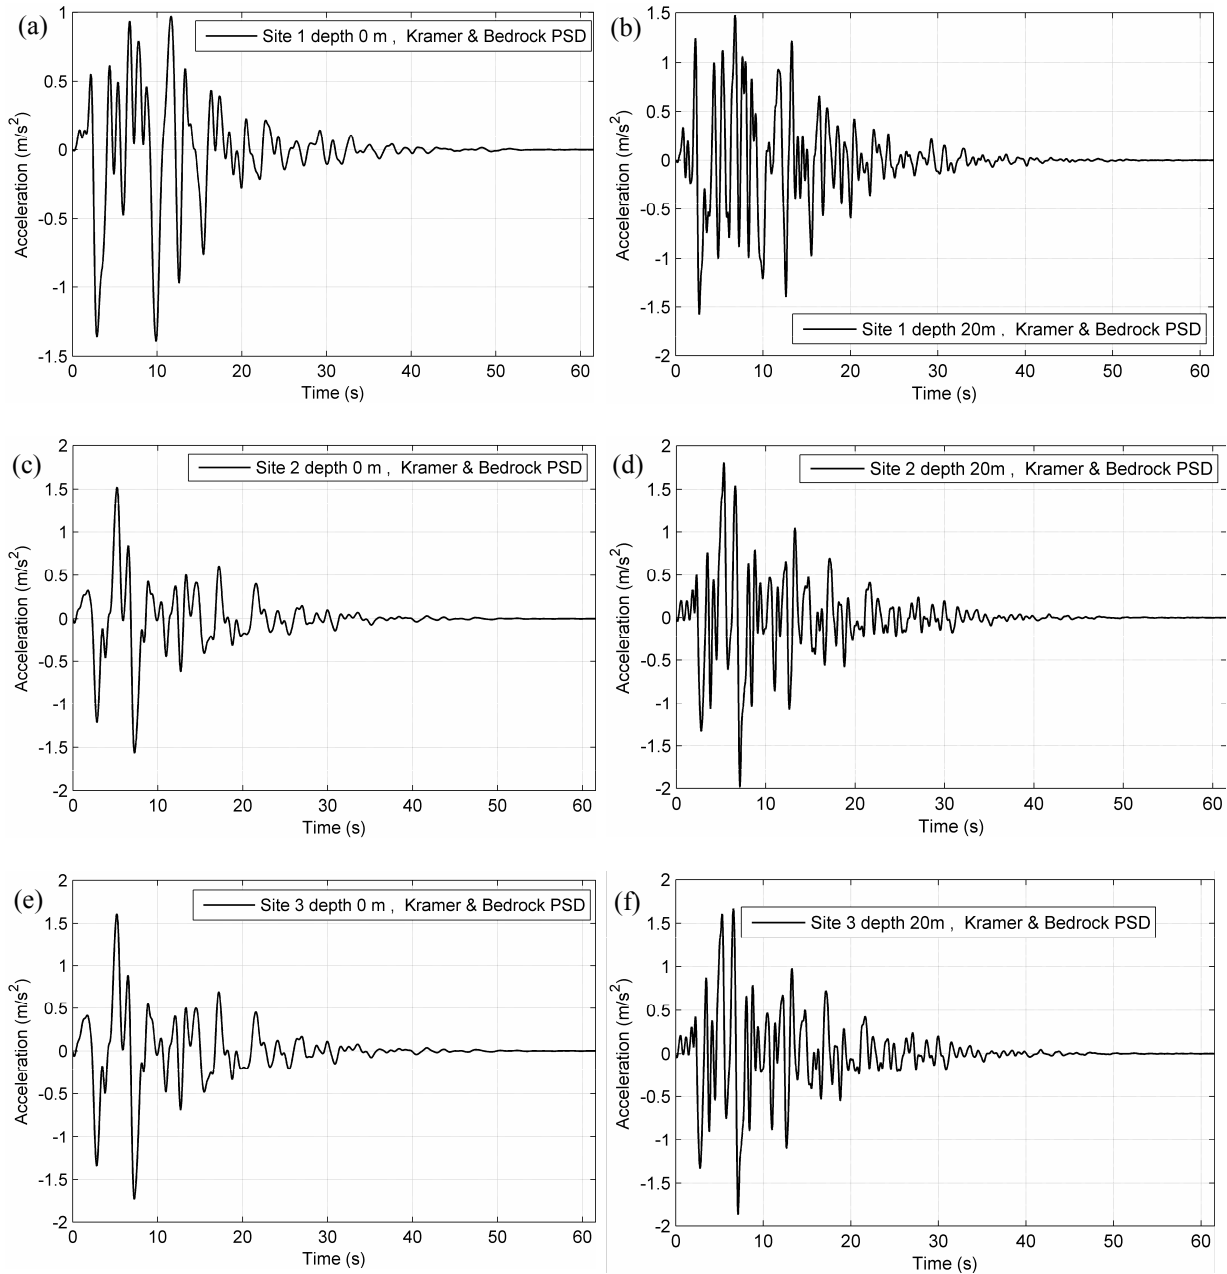 (a)
Site 1 depth 0 m , Kramer & Bedrock PSD
1
0.5
0
-0.5
-1
-1.5
Acceleration (m/s2)
0 10 20 30 40 50 60
Time (s)
(b)
1.5
1
0.5
0
-0.5
-1
-1.5
-2
Acceleration (m/s2)
Site 1 depth 20m , Kramer & Bedrock PSD
0 10 20 30 40 50 60
Time (s)
(c)
Site 2 depth 0 m , Kramer & Bedrock PSD
2
1.5
1
0.5
0
-0.5
-1
-1.5
-2
Acceleration (m/s2)
0 10 20 30 40 50 60
Time (s)
(d)
Site 2 depth 20m , Kramer & Bedrock PSD
2
1.5
1
0.5
0
-0.5
-1
-1.5
-2
Acceleration (m/s2)
0 10 20 30 40 50 60
Time (s)
(e)
Site 3 depth 0 m , Kramer & Bedrock PSD
2
1.5
1
0.5
0
-0.5
-1
-1.5
-2
Acceleration (m/s2)
0 10 20 30 40 50 60
Time (s)
(f)
Site 3 depth 20m , Kramer & Bedrock PSD
2
1.5
1
0.5
0
-0.5
-1
-1.5
-2
Acceleration (m/s2)
0 10 20 30 40 50 60
Time (s)